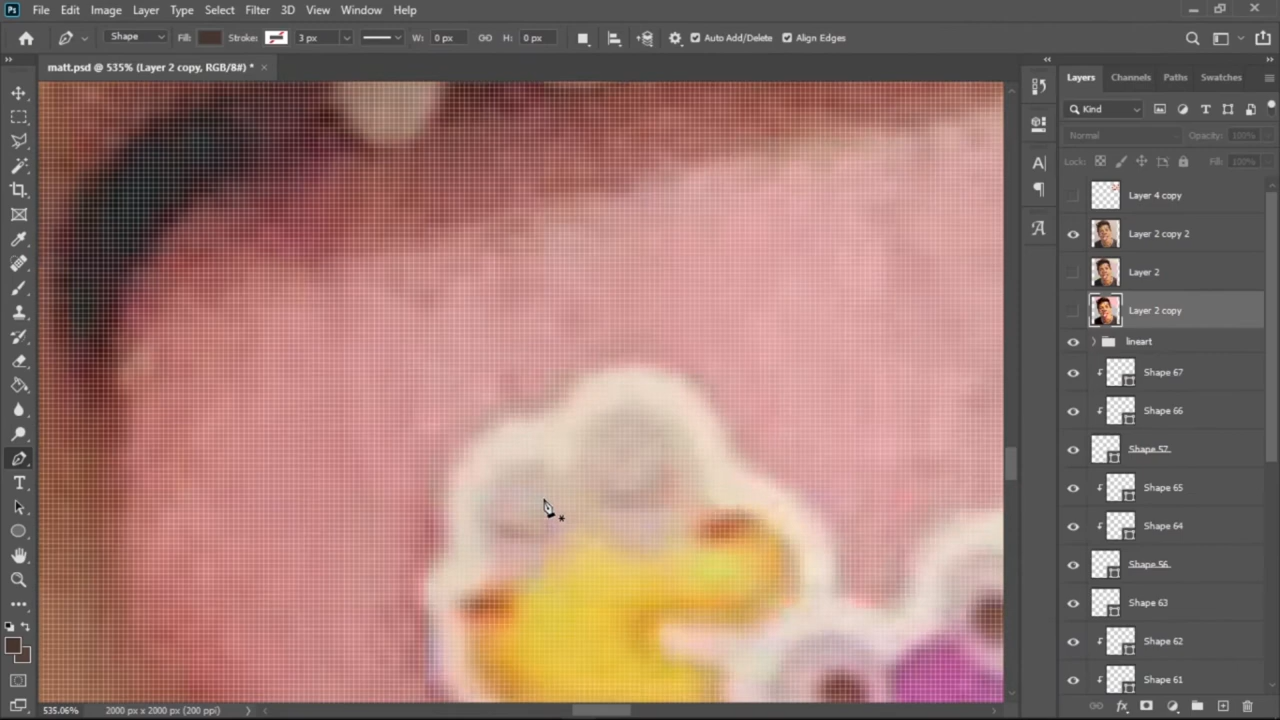 Ps File Edit Image Layer Type Select Filter 3D View Window Help
Shape Fill: Stroke: 3 px W: 0 px H: 0 px Auto Add/Delete Align Edges
matt.psd @ 535% (Layer 2 copy, RGB/8#) * ×
Layers Channels Paths Swatches
Kind
Normal Opacity: 100%
Lock: Fill: 100%
Layer 4 copy
Layer 2 copy 2
Layer 2
Layer 2 copy
lineart
Shape 67
Shape 66
Shape 57
Shape 65
Shape 64
Shape 56
Shape 63
Shape 62
Shape 61
535.06% 2000 px x 2000 px (200 ppi)